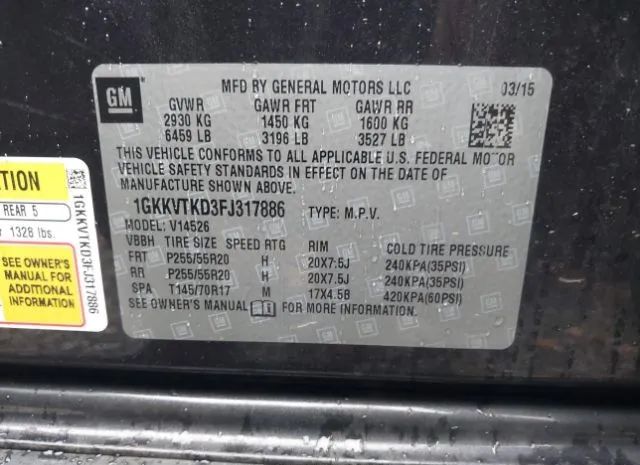 GM
MFD BY GENERAL MOTORS LLC 03/15
GVWR GAWR FRT GAWR RR
2930 KG 1450 KG 1600 KG
6459 LB 3196 LB 3527 LB
THIS VEHICLE CONFORMS TO ALL APPLICABLE U.S. FEDERAL MOTOR
VEHICLE SAFETY STANDARDS IN EFFECT ON THE DATE OF
MANUFACTURE SHOWN ABOVE.
1GKKVTKD3FJ317886 TYPE: M.P.V.
MODEL: V14526
VBBH TIRE SIZE SPEED RTG RIM COLD TIRE PRESSURE
FRT P255/55R20 H 20X7.5J 240KPA(35PSI)
RR P255/55R20 H 20X7.5J 240KPA(35PSI)
SPA T145/70R17 M 17X4.5B 420KPA(60PSI)
SEE OWNER'S MANUAL FOR MORE INFORMATION
REAR 5
1328 lbs.
SEE OWNER'S
MANUAL FOR
1GKKVTKD3FJ317886